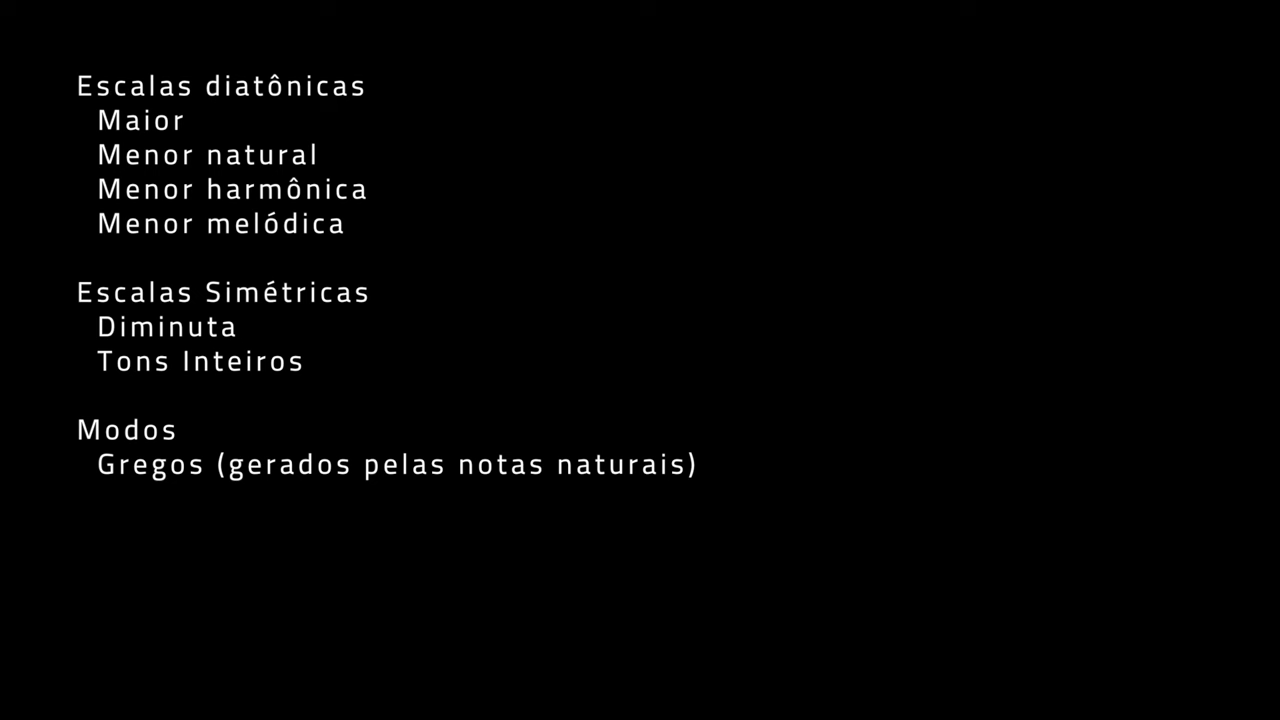 Escalas diatônicas
Maior
Menor natural
Menor harmônica
Menor melódica
Escalas Simétricas
Diminuta
Tons Inteiros
Modos
Gregos (gerados pelas notas naturais)